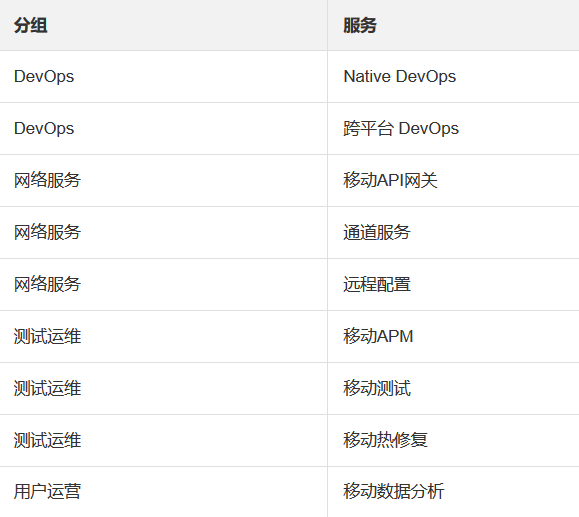 分组 服务
DevOps Native DevOps
DevOps 跨平台 DevOps
网络服务 移动API网关
网络服务 通道服务
网络服务 远程配置
测试运维 移动APM
测试运维 移动测试
测试运维 移动热修复
用户运营 移动数据分析